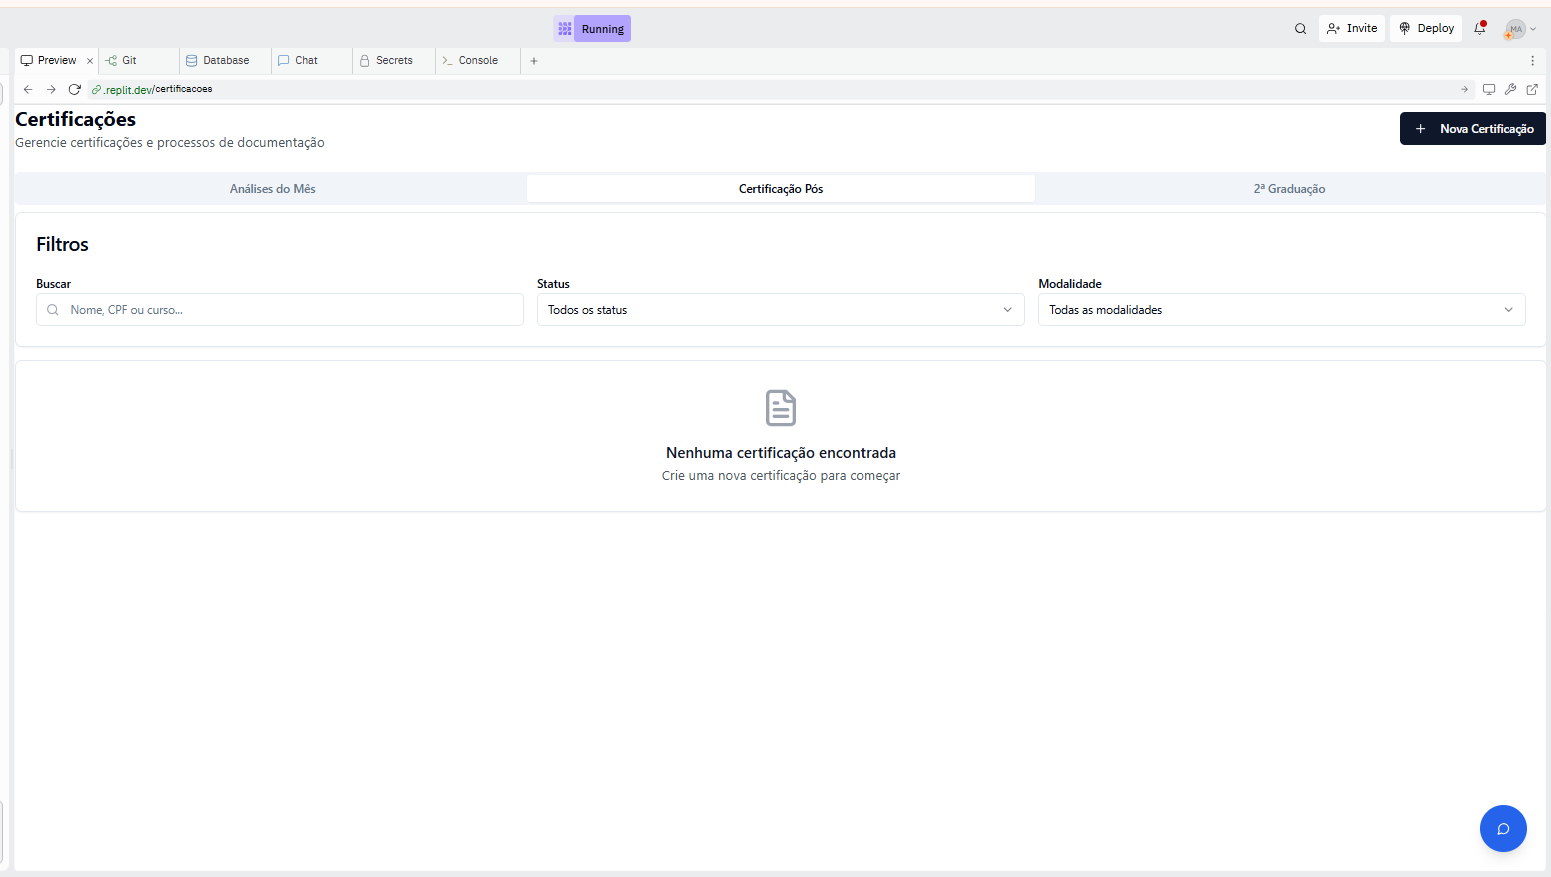 Running
Invite
Deploy
MA
Preview
Git
Database
Chat
Secrets
Console
.replit.dev/certificacoes
Certificações
Gerencie certificações e processos de documentação
Nova Certificação
Análises do Mês
Certificação Pós
2ª Graduação
Filtros
Buscar
Status
Modalidade
Nome, CPF ou curso...
Todos os status
Todas as modalidades
Nenhuma certificação encontrada
Crie uma nova certificação para começar